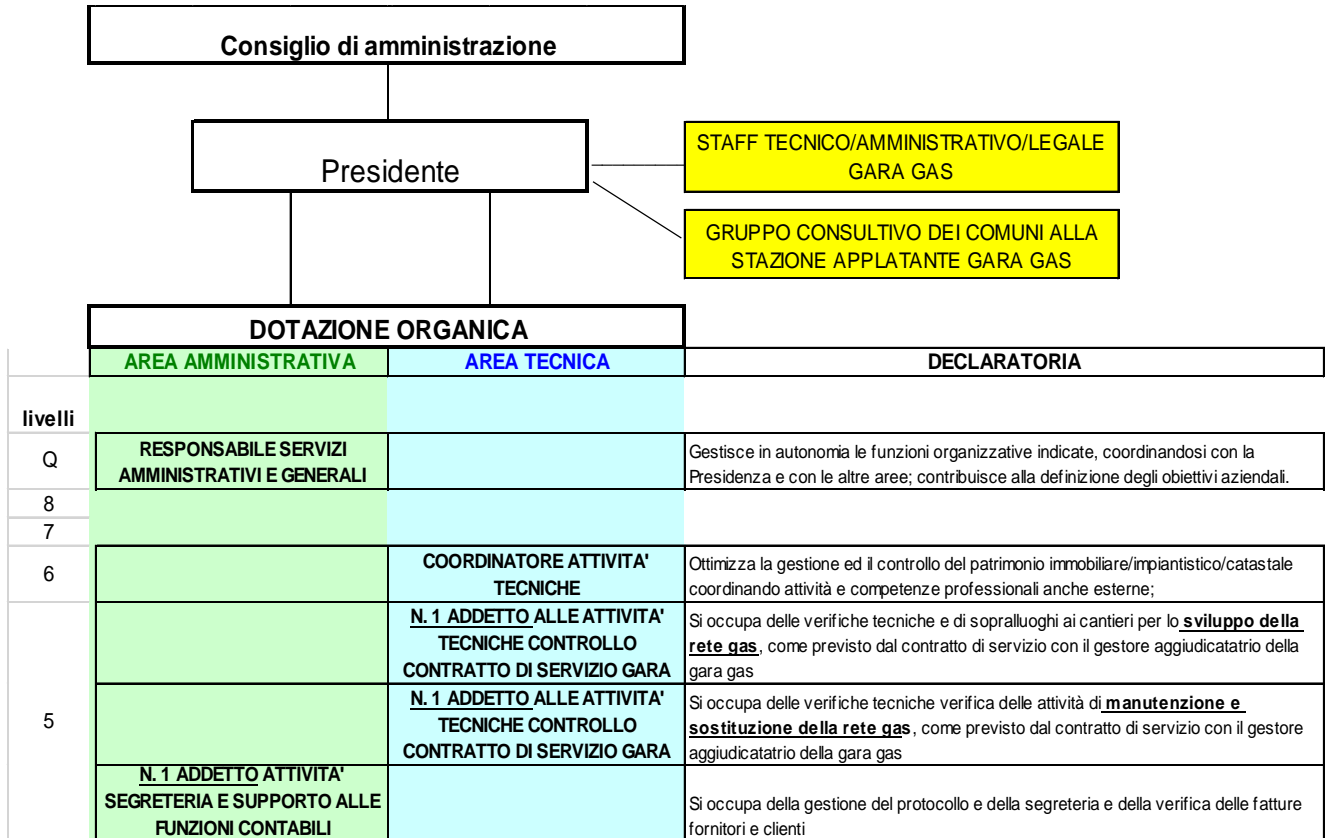 Consiglio di amministrazione
Presidente
STAFF TECNICO/AMMINISTRATIVO/LEGALE
GARA GAS
GRUPPO CONSULTIVO DEI COMUNI ALLA
STAZIONE APPLATANTE GARA GAS
DOTAZIONE ORGANICA
AREA AMMINISTRATIVA
AREA TECNICA
DECLARATORIA
livelli
Q
RESPONSABILE SERVIZI
AMMINISTRATIVI E GENERALI
Gestisce in autonomia le funzioni organizzative indicate, coordinandosi con la
Presidenza e con le altre aree; contribuisce alla definizione degli obiettivi aziendali.
8
7
6
COORDINATORE ATTIVITA'
TECNICHE
Ottimizza la gestione ed il controllo del patrimonio immobiliare/impiantistico/catastale
coordinando attività e competenze professionali anche esterne;
5
N. 1 ADDETTO ALLE ATTIVITA'
TECNICHE CONTROLLO
CONTRATTO DI SERVIZIO GARA
Si occupa delle verifiche tecniche e di sopralluoghi ai cantieri per lo sviluppo della
rete gas, come previsto dal contratto di servizio con il gestore aggiudicatatrio della
gara gas
N. 1 ADDETTO ALLE ATTIVITA'
TECNICHE CONTROLLO
CONTRATTO DI SERVIZIO GARA
Si occupa delle verifiche tecniche verifica delle attività di manutenzione e
sostituzione della rete gas, come previsto dal contratto di servizio con il gestore
aggiudicatatrio della gara gas
N. 1 ADDETTO ATTIVITA'
SEGRETERIA E SUPPORTO ALLE
FUNZIONI CONTABILI
Si occupa della gestione del protocollo e della segreteria e della verifica delle fatture
fornitori e clienti